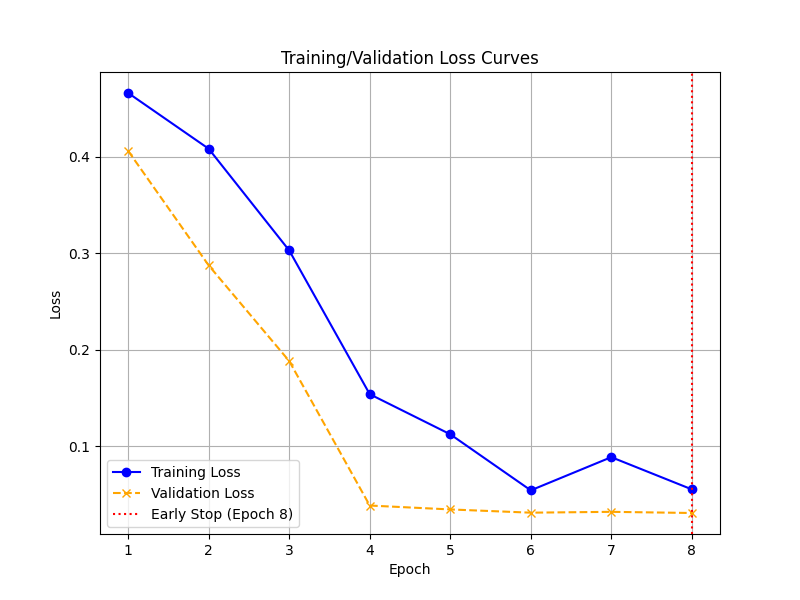 Training/Validation Loss Curves
0.4
0.3
0.2
0.1
Loss
Training Loss
Validation Loss
Early Stop (Epoch 8)
1 2 3 4 5 6 7 8
Epoch